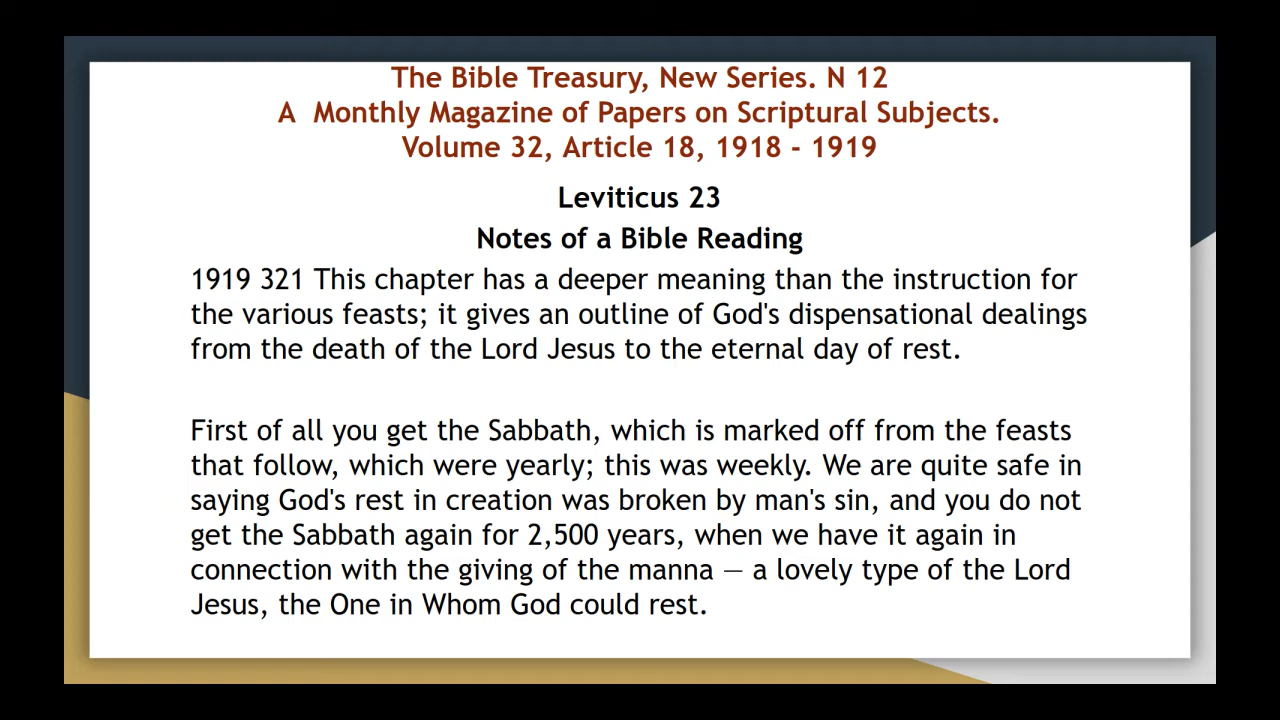 The Bible Treasury, New Series. N 12
A  Monthly Magazine of Papers on Scriptural Subjects.
Volume 32, Article 18, 1918 - 1919
Leviticus 23
Notes of a Bible Reading
1919 321 This chapter has a deeper meaning than the instruction for
the various feasts; it gives an outline of God's dispensational dealings
from the death of the Lord Jesus to the eternal day of rest.
First of all you get the Sabbath, which is marked off from the feasts
that follow, which were yearly; this was weekly. We are quite safe in
saying God's rest in creation was broken by man's sin, and you do not
get the Sabbath again for 2,500 years, when we have it again in
connection with the giving of the manna — a lovely type of the Lord
Jesus, the One in Whom God could rest.